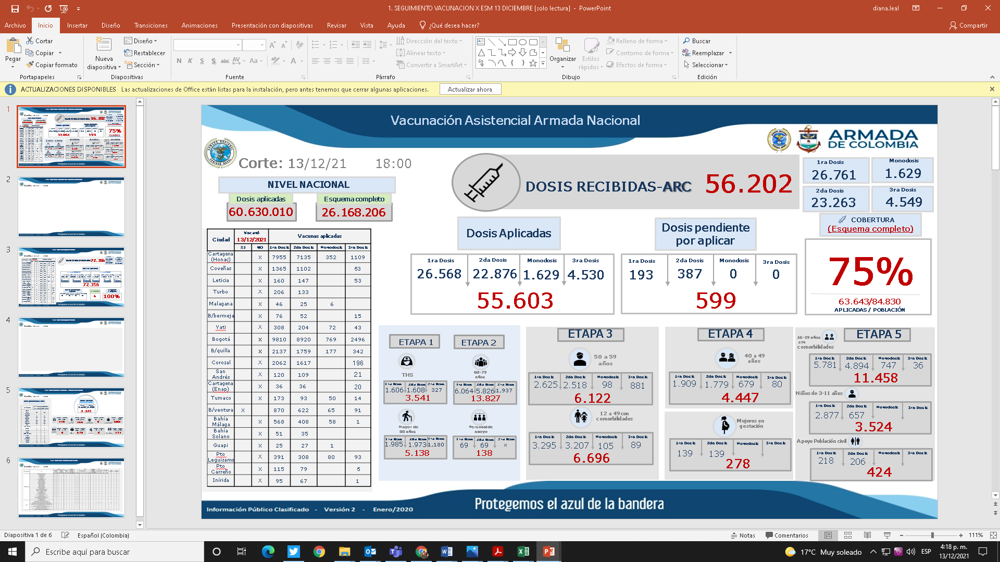 1. SEGUIMIENTO VACUNACION X ESM 13 DICIEMBRE [solo lectura] - PowerPoint
diana.leal
Archivo Inicio Insertar Diseño Transiciones Animaciones Presentación con diapositivas Revisar Vista Ayuda ¿Qué desea hacer? Compartir
Pegar Cortar Copiar Copiar formato
Portapapeles
Nueva diapositiva Diseño Restablecer Sección
Diapositivas
N K S S abc AV Aa A
Fuente
Dirección del texto
Alinear texto
Convertir a SmartArt
Párrafo
Organizar Estilos rápidos
Relleno de forma
Contorno de forma
Efectos de forma
Dibujo
Buscar
Reemplazar
Seleccionar
Edición
ACTUALIZACIONES DISPONIBLES Las actualizaciones de Office están listas para la instalación, pero antes tenemos que cerrar algunas aplicaciones. Actualizar ahora
1
2
3
4
5
6
Vacunación Asistencial Armada Nacional
ARMADA
DE COLOMBIA
Corte: 13/12/21 18:00
NIVEL NACIONAL
Dosis aplicadas Esquema completo
60.630.010 26.168.206
DOSIS RECIBIDAS-ARC 56.202
1ra Dosis Monodosis
26.761 1.629
2da Dosis 3ra Dosis
23.263 4.549
COBERTURA
(Esquema completo)
75%
63.643/84.830
APLICADAS / POBLACIÓN
Dosis Aplicadas
1ra Dosis 2da Dosis Monodosis 3ra Dosis
26.568 22.876 1.629 4.530
55.603
Dosis pendiente
por aplicar
1ra Dosis 2da Dosis Monodosis 3ra Dosis
193 387 0 0
599
Ciudad Vacunó 13/12/2021 Vacunas aplicadas
SI NO 1ra Dosis 2da Dosis Monodosis 3ra Dosis
Cartagena (Honac) X 7955 7135 352 1109
Coveñas X 1365 1102 53
Leticia X 160 147 53
Turbo X 206 133
Malagana X 46 25 6
B/bermeja X 76 52 15
Yati X 308 204 72 43
Bogotá X 9810 8920 769 2496
B/quilla X 2137 1759 177 342
Corozal X 2062 1617 196
San Andrés X 120 109 21
Cartagena (Enap) X 36 36 20
Tumaco X 173 93 50 14
B/ventura X 870 622 65 91
Bahía Málaga X 568 408 58 1
Bahía Solano X 51 35
Guapi X 25 27 1
Pto Leguizamo X 391 308 80 93
Pto Carreño X 115 79 5
Inírida X 95 67 1
ETAPA 1
THS
1.606 1.608 327
3.541
Mayor de
80 años
1.985 1.973 1,180
5.138
ETAPA 2
60-79
años
6.064 5.826 1,937
13.827
Personal de
apoyo
69 69 x
138
ETAPA 3
50 a 59
años
1ra Dosis 2da Dosis Monodosis 3ra Dosis
2.625 2.518 98 881
6.122
12 a 49 con
comorbilidades
1ra Dosis 2da Dosis Monodosis 3ra Dosis
3.295 3.207 105 89
6.696
ETAPA 4
40 a 49
años
1ra Dosis 2da Dosis Monodosis 3ra Dosis
1.909 1.779 679 80
4.447
Mujeres en
gestación
1ra Dosis 2da Dosis Monodosis 3ra Dosis
139 139
278
ETAPA 5
16-39 años
sin
comorbilidades
1ra Dosis 2da Dosis Monodosis 3ra Dosis
5.781 4.894 747 36
11.458
Niños de 3-11 años
1ra Dosis 2da Dosis Monodosis 3ra Dosis
2.877 657
3.524
Apoyo Población civil
1ra Dosis 2da Dosis Monodosis 3ra Dosis
218 206
424
Información Público Clasificado - Versión 2 - Enero/2020
Protegemos el azul de la bandera
Diapositiva 1 de 6 Español (Colombia) Notas Comentarios 111%
Escribe aquí para buscar
17°C Muy soleado ESP 4:18 p. m.
13/12/2021